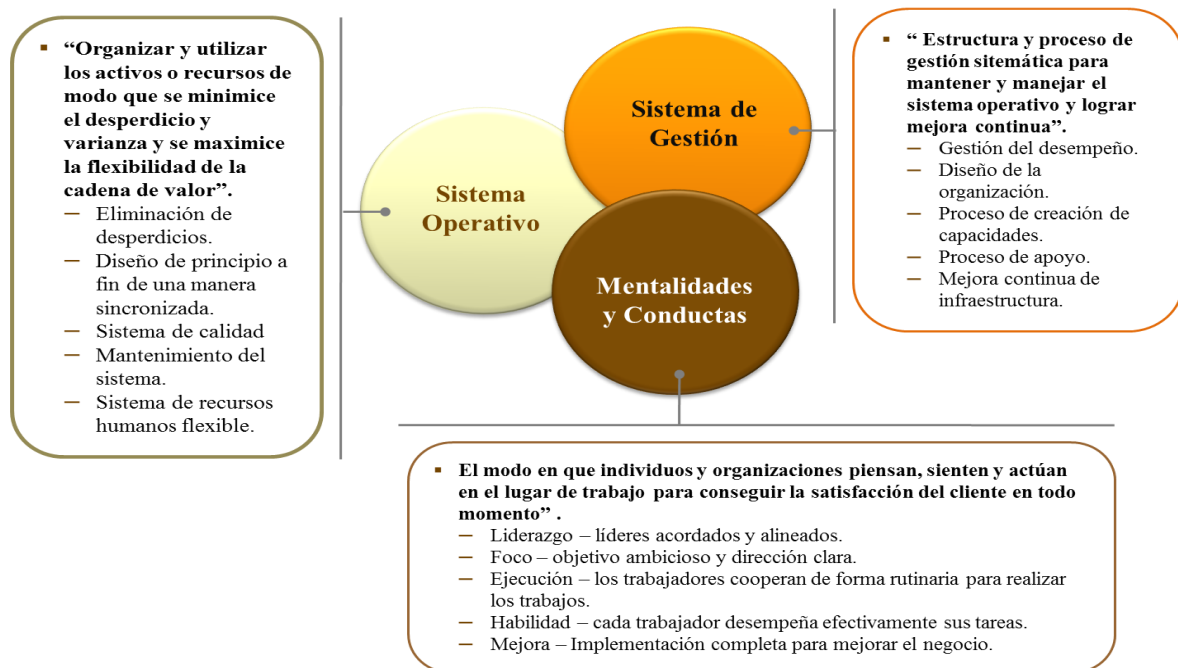 ▪ “Organizar y utilizar
los activos o recursos de
modo que se minimice
el desperdicio y
varianza y se maximice
la flexibilidad de la
cadena de valor”.
— Eliminación de
desperdicios.
— Diseño de principio a
fin de una manera
sincronizada.
— Sistema de calidad
— Mantenimiento del
sistema.
— Sistema de recursos
humanos flexible.
Sistema de
Gestión
Sistema
Operativo
Mentalidades
y Conductas
▪ “ Estructura y proceso de
gestión sitemática para
mantener y manejar el
sistema operativo y lograr
mejora continua”.
— Gestión del desempeño.
— Diseño de la
organización.
— Proceso de creación de
capacidades.
— Proceso de apoyo.
— Mejora continua de
infraestructura.
▪ El modo en que individuos y organizaciones piensan, sienten y actúan
en el lugar de trabajo para conseguir la satisfacción del cliente en todo
momento” .
— Liderazgo – líderes acordados y alineados.
— Foco – objetivo ambicioso y dirección clara.
— Ejecución – los trabajadores cooperan de forma rutinaria para realizar
los trabajos.
— Habilidad – cada trabajador desempeña efectivamente sus tareas.
— Mejora – Implementación completa para mejorar el negocio.